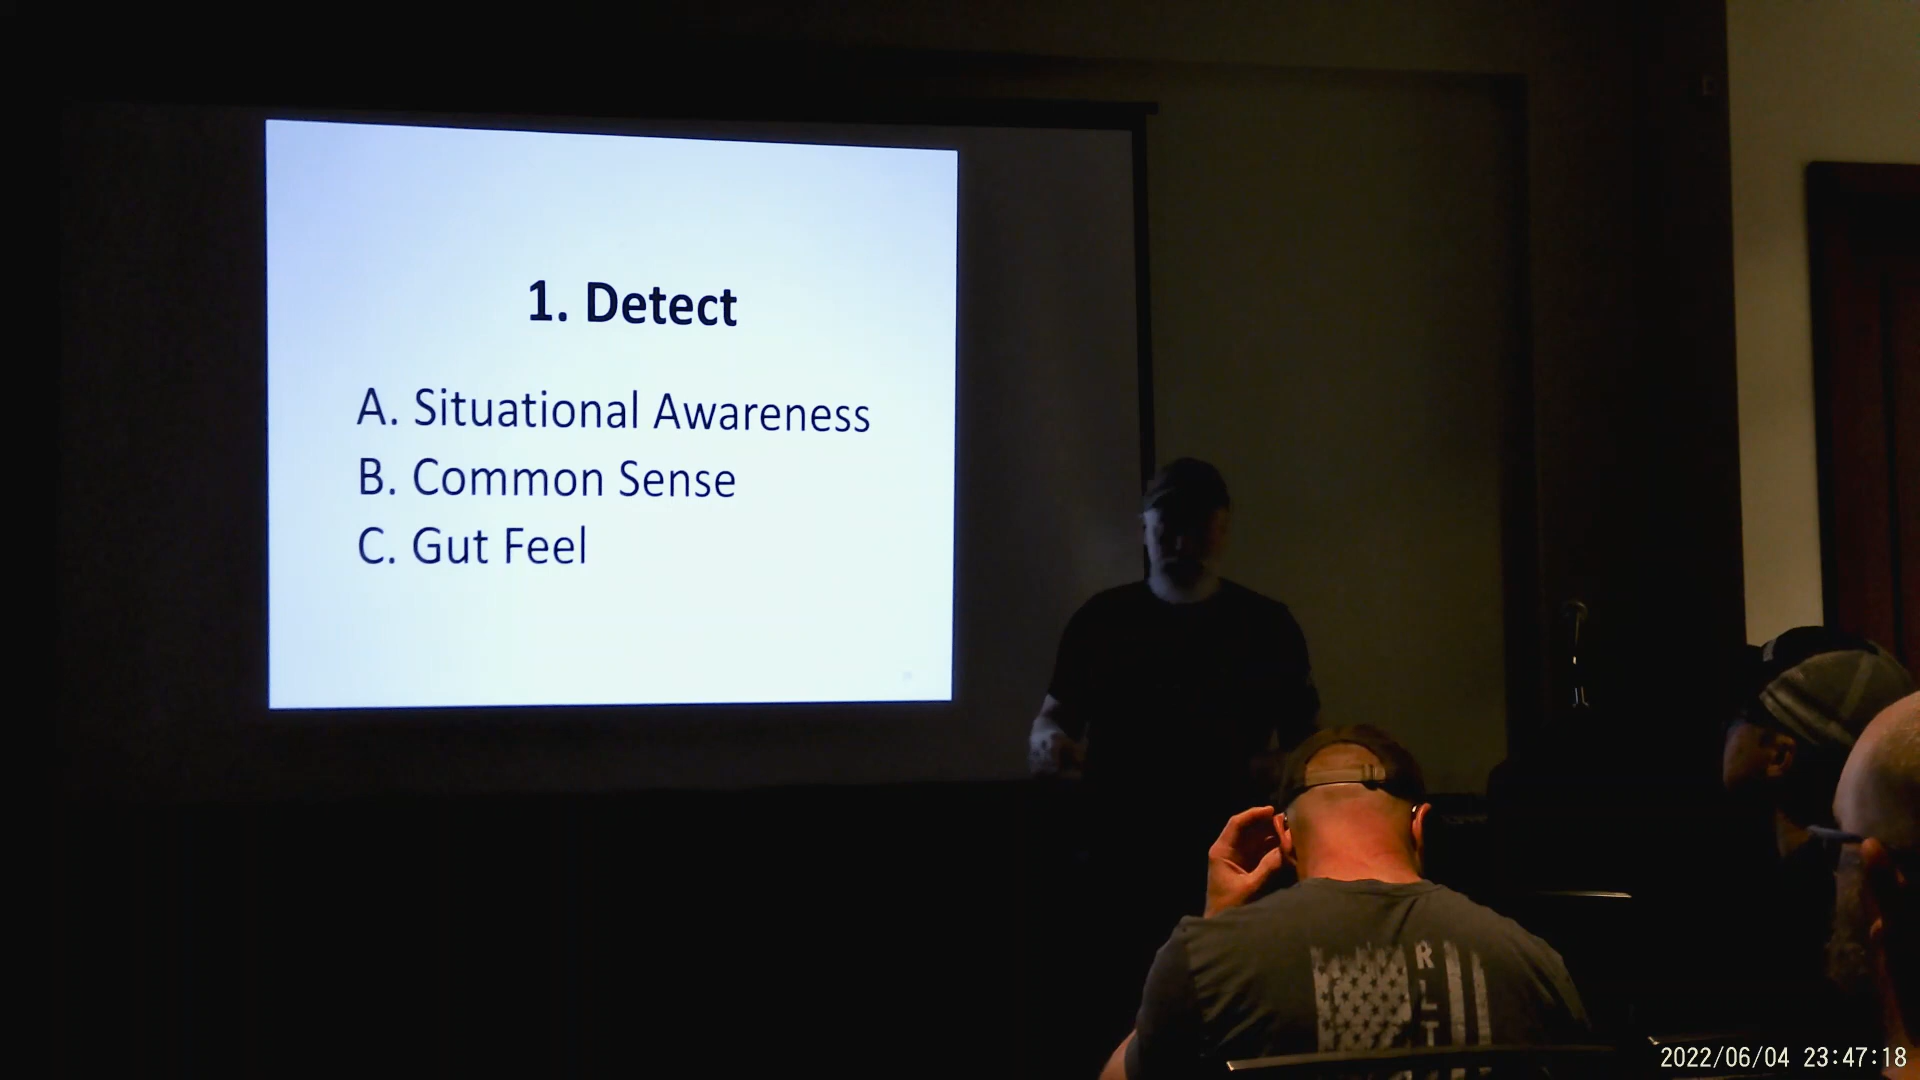 1. Detect
A. Situational Awareness
B. Common Sense
C. Gut Feel
R
L
T
2022/06/04 23:47:18